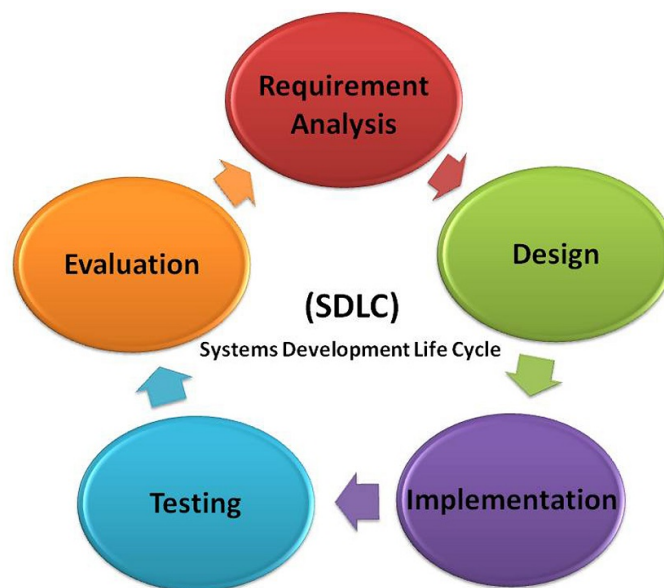 Requirement
Analysis
Design
Implementation
Testing
Evaluation
(SDLC)
Systems Development Life Cycle